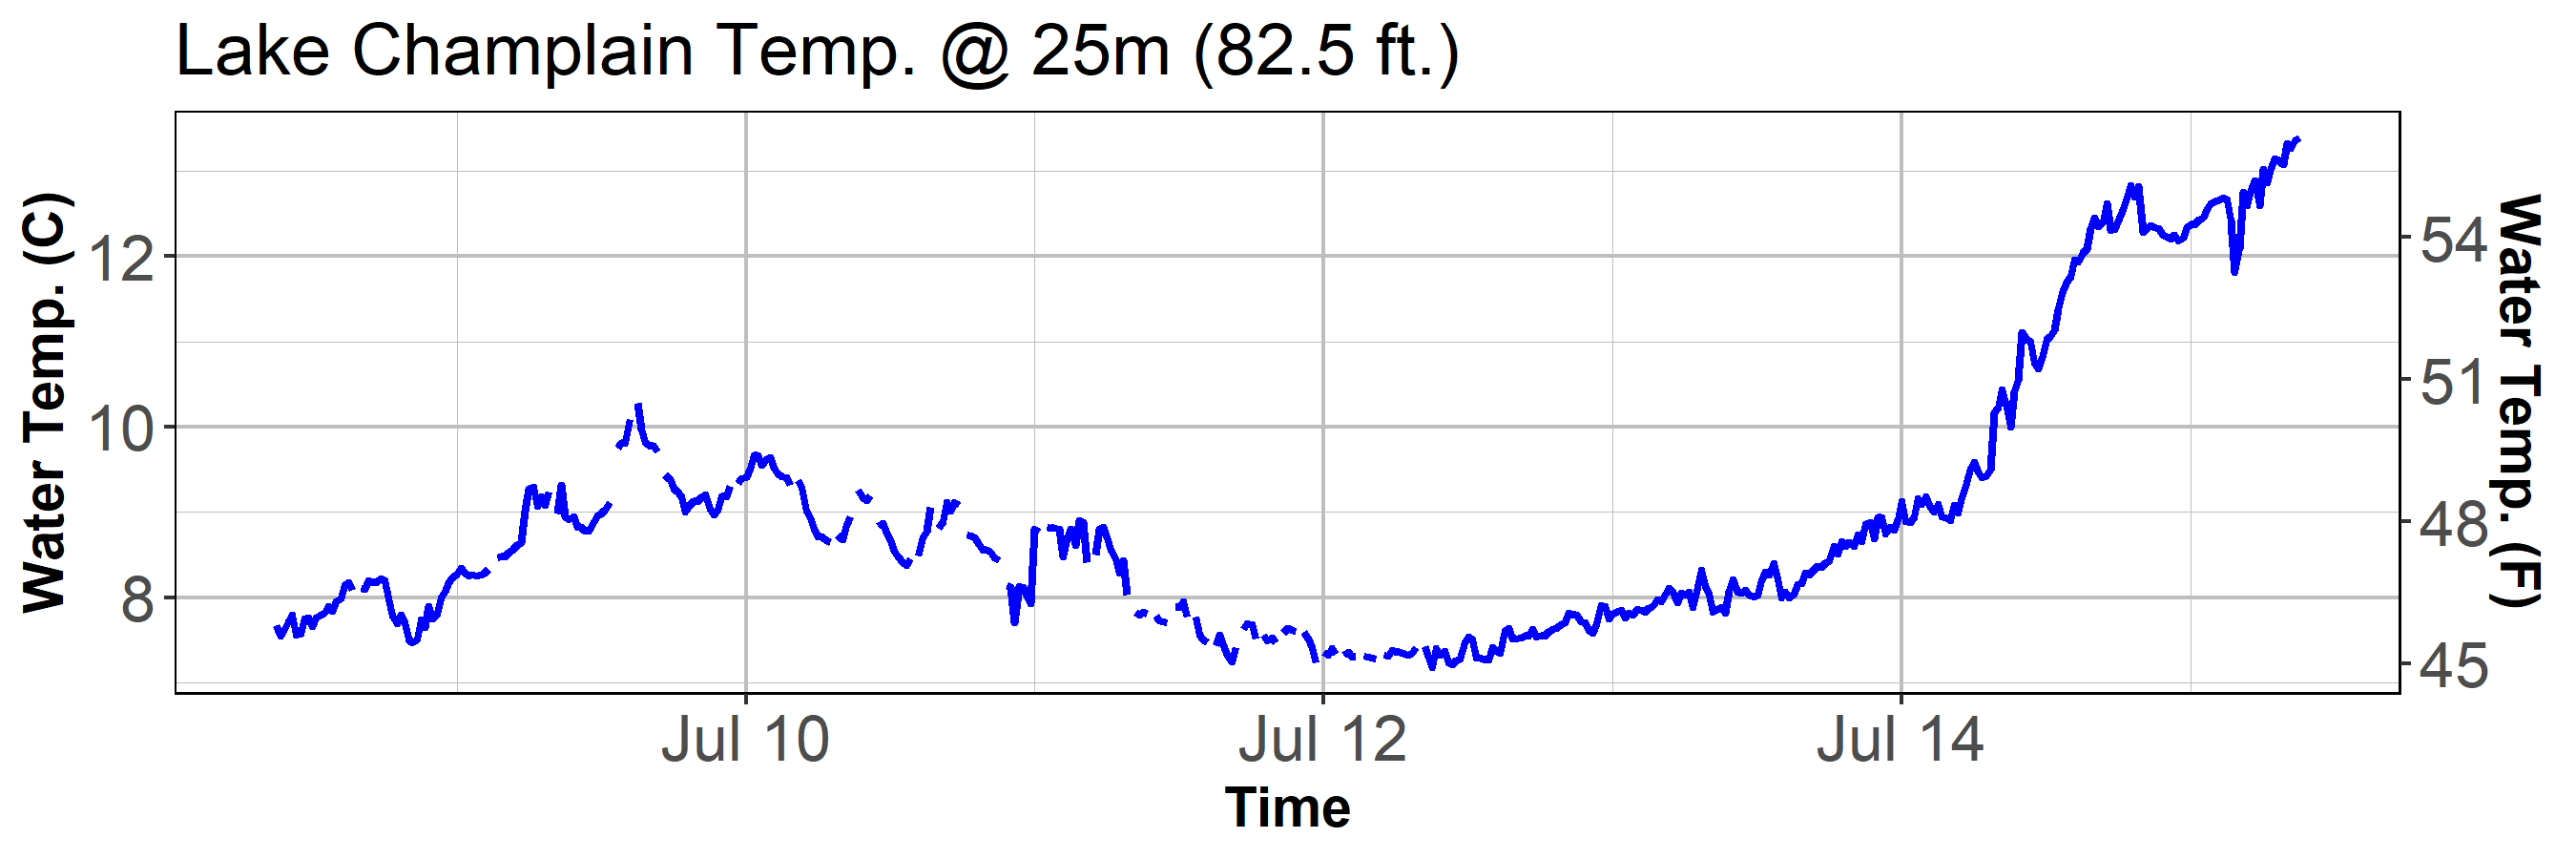 Lake Champlain Temp. @ 25m (82.5 ft.)
Water Temp. (C)
12
10
8
54
51
48
45
Water Temp. (F)
Jul 10
Jul 12
Jul 14
Time